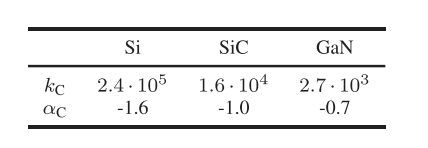 Si SiC GaN
k_C 2.4 · 10^5 1.6 · 10^4 2.7 · 10^3
α_C -1.6 -1.0 -0.7